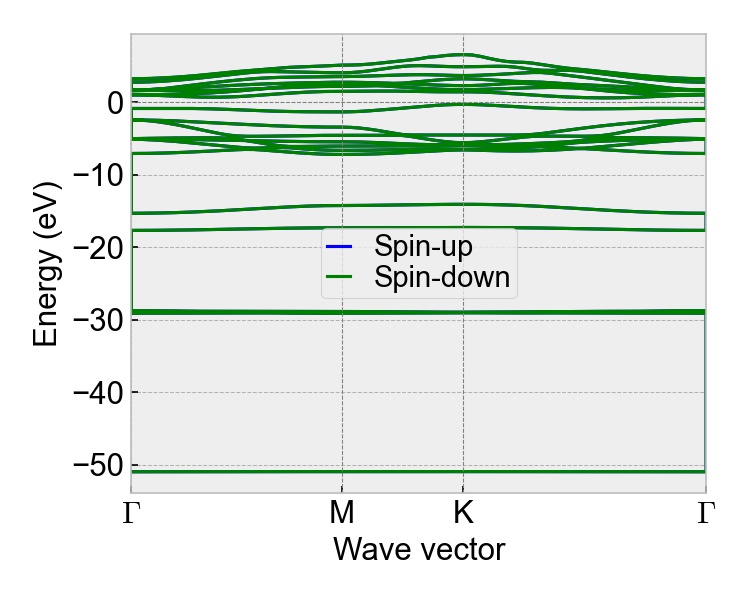 0
−10
−20
−30
−40
−50
Energy (eV)
Spin-up
Spin-down
Γ M K Γ
Wave vector